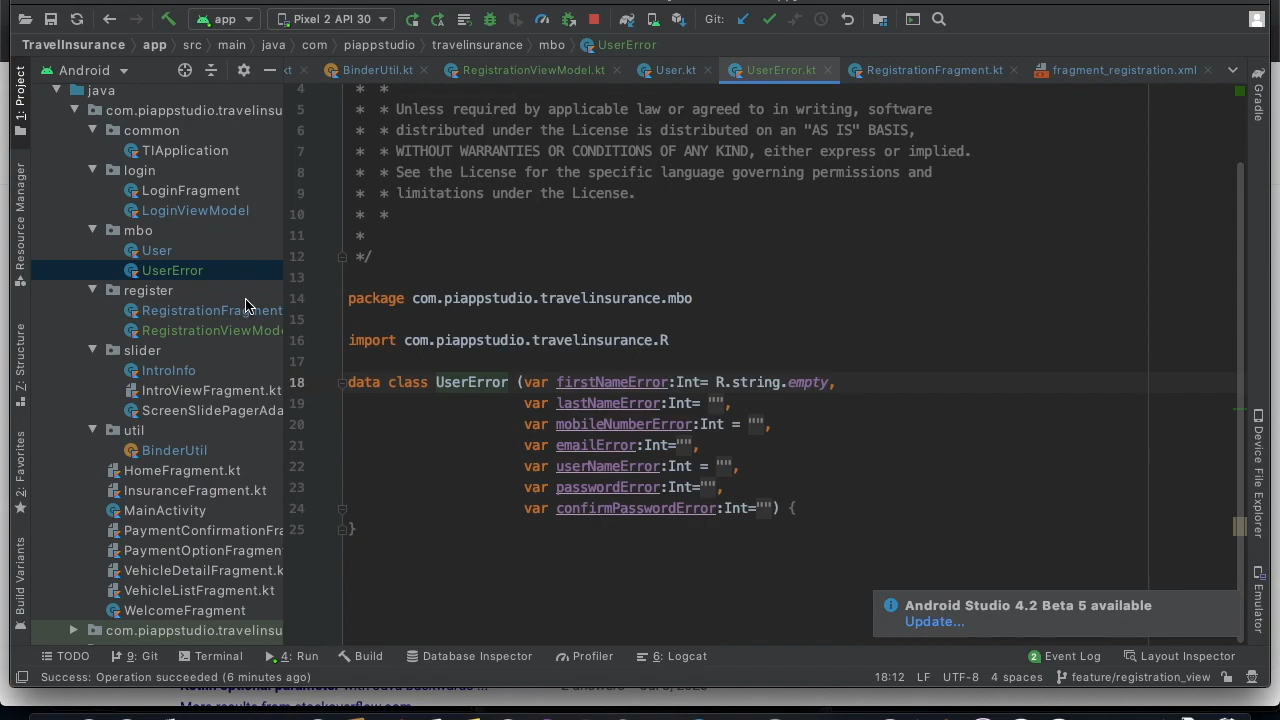 app
Pixel 2 API 30
Git:
TravelInsurance app src main java com piappstudio travelinsurance mbo UserError
Android
kt
BinderUtil.kt
RegistrationViewModel.kt
User.kt
UserError.kt
RegistrationFragment.kt
fragment_registration.xml
1: Project
Resource Manager
7: Structure
2: Favorites
Build Variants
java
com.piappstudio.travelinsu
common
TIApplication
login
LoginFragment
LoginViewModel
mbo
User
UserError
register
RegistrationFragment
RegistrationViewMode
slider
IntroInfo
IntroViewFragment.kt
ScreenSlidePagerAda
util
BinderUtil
HomeFragment.kt
InsuranceFragment.kt
MainActivity
PaymentConfirmationFra
PaymentOptionFragmen
VehicleDetailFragment.k
VehicleListFragment.kt
WelcomeFragment
com.piappstudio.travelinsu
4 * *
5 * * Unless required by applicable law or agreed to in writing, software
6 * * distributed under the License is distributed on an "AS IS" BASIS,
7 * * WITHOUT WARRANTIES OR CONDITIONS OF ANY KIND, either express or implied.
8 * * See the License for the specific language governing permissions and
9 * * limitations under the License.
10 * *
11 *
12 */
13
14 package com.piappstudio.travelinsurance.mbo
15
16 import com.piappstudio.travelinsurance.R
17
18 data class UserError (var firstNameError:Int= R.string.empty,
19 var lastNameError:Int= "",
20 var mobileNumberError:Int = "",
21 var emailError:Int="",
22 var userNameError:Int = "",
23 var passwordError:Int="",
24 var confirmPasswordError:Int="") {
25 }
Gradle
Device File Explorer
Emulator
Android Studio 4.2 Beta 5 available
Update...
TODO
9: Git
Terminal
4: Run
Build
Database Inspector
Profiler
6: Logcat
2 Event Log
Layout Inspector
Success: Operation succeeded (6 minutes ago)
18:12 LF UTF-8 4 spaces feature/registration_view
More results from stackoverflow.com